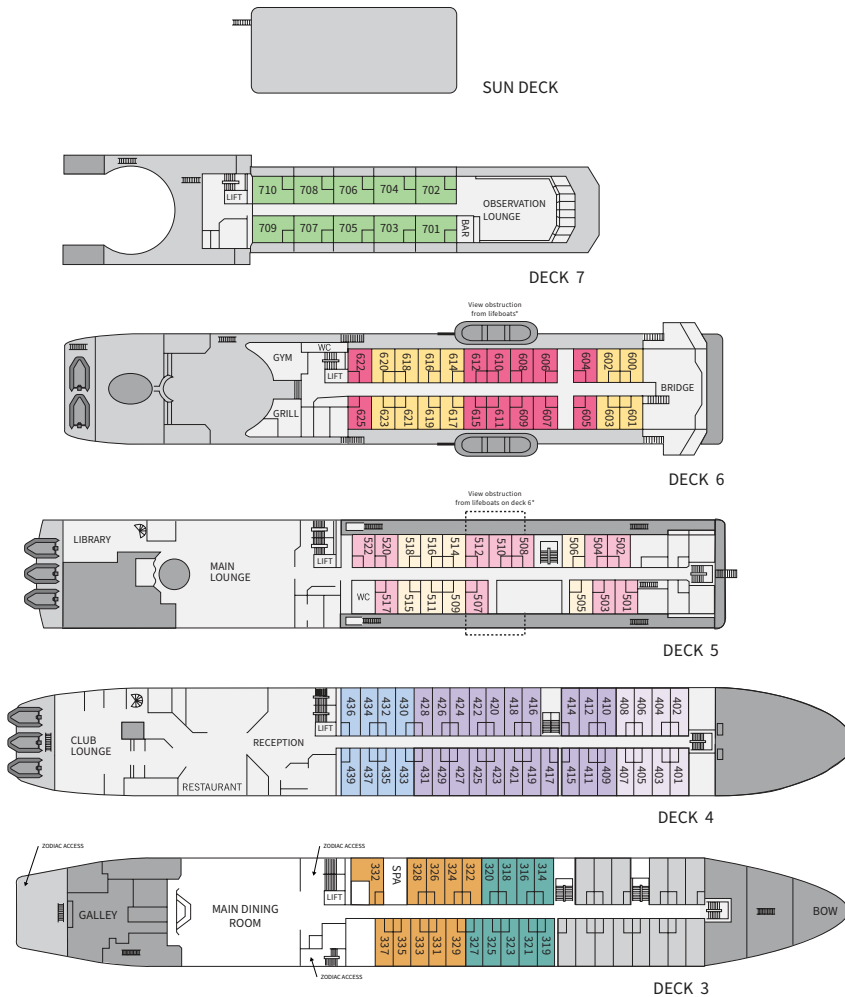 SUN DECK
710 708 706 704 702
LIFT
OBSERVATION
LOUNGE
709 707 705 703 701
BAR
DECK 7
View obstruction
from lifeboats*
WC
GYM
LIFT
622 620 618 616 614 612 610 608 606 604 602 600
BRIDGE
GRILL
625 623 621 619 617 615 611 609 607 605 603 601
DECK 6
View obstruction
from lifeboats on deck 6*
LIBRARY
MAIN
LOUNGE
LIFT
522 520 518 516 514 512 510 508 506 504 502
WC
517 515 511 509 507 505 503 501
DECK 5
436 434 432 430 428 426 424 422 420 418 416 414 412 410 408 406 404 402
LIFT
CLUB
LOUNGE
RECEPTION
RESTAURANT
439 437 435 433 431 429 427 425 423 421 419 417 415 411 409 407 405 403 401
DECK 4
ZODIAC ACCESS
ZODIAC ACCESS
332 SPA 328 326 324 322 320 318 316 314
LIFT
GALLEY
MAIN DINING
ROOM
BOW
337 335 333 331 329 327 325 323 321 319
ZODIAC ACCESS
DECK 3